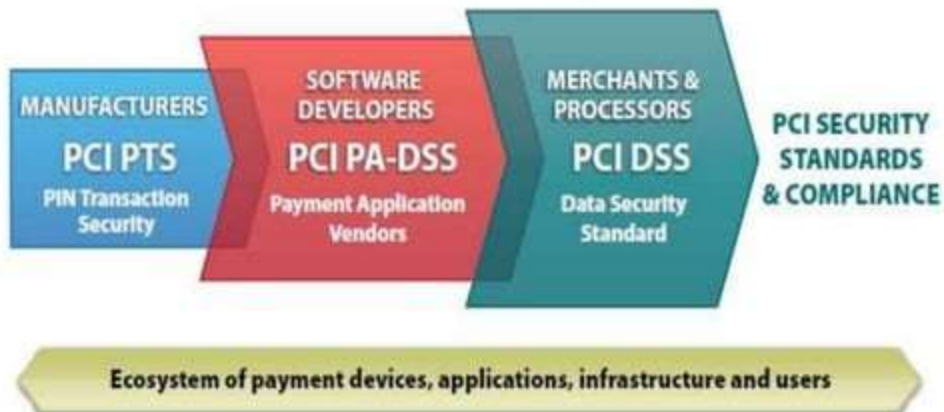 MANUFACTURERS
PCI PTS
PIN Transaction
Security
SOFTWARE
DEVELOPERS
PCI PA-DSS
Payment Application
Vendors
MERCHANTS &
PROCESSORS
PCI DSS
Data Security
Standard
PCI SECURITY
STANDARDS
& COMPLIANCE
Ecosystem of payment devices, applications, infrastructure and users